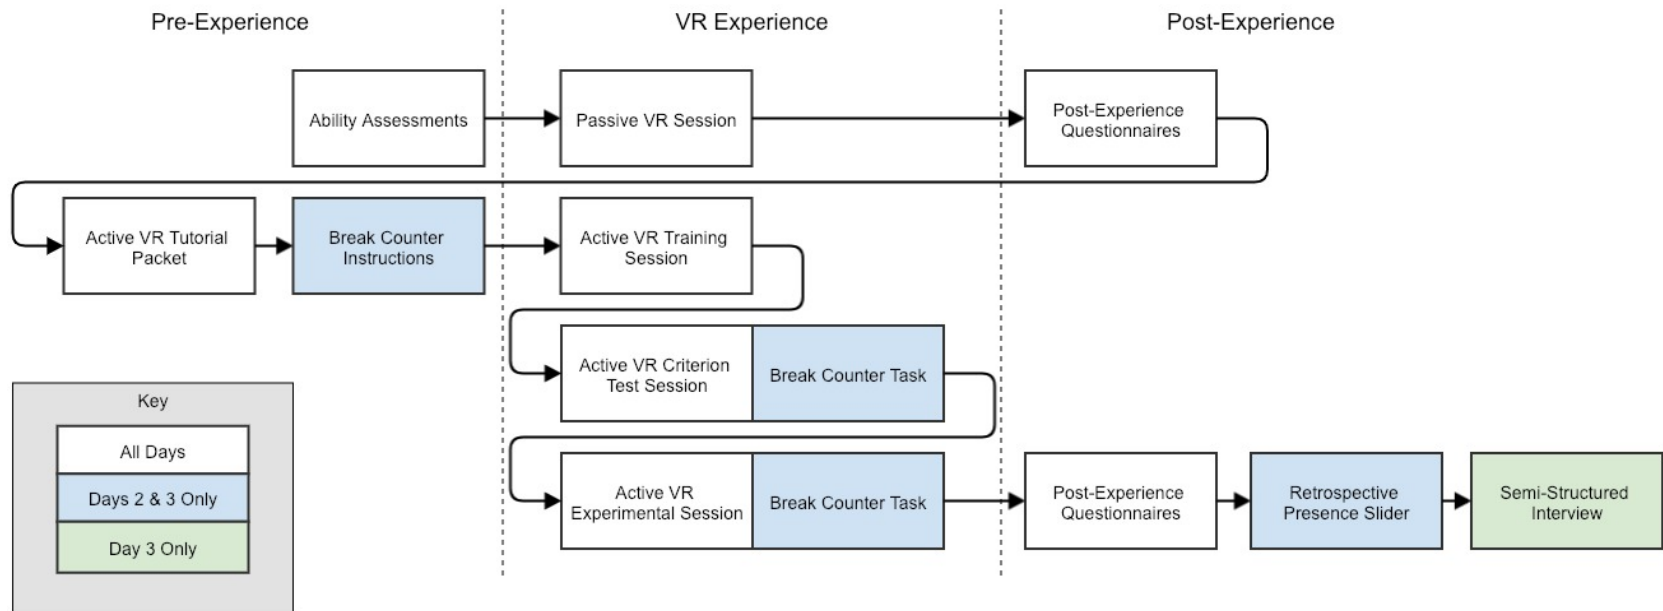 Pre-Experience
VR Experience
Post-Experience
Ability Assessments
Passive VR Session
Post-Experience
Questionnaires
Active VR Tutorial
Packet
Break Counter
Instructions
Active VR Training
Session
Active VR Criterion
Test Session
Break Counter Task
Key
All Days
Days 2 & 3 Only
Day 3 Only
Active VR
Experimental Session
Break Counter Task
Post-Experience
Questionnaires
Retrospective
Presence Slider
Semi-Structured
Interview